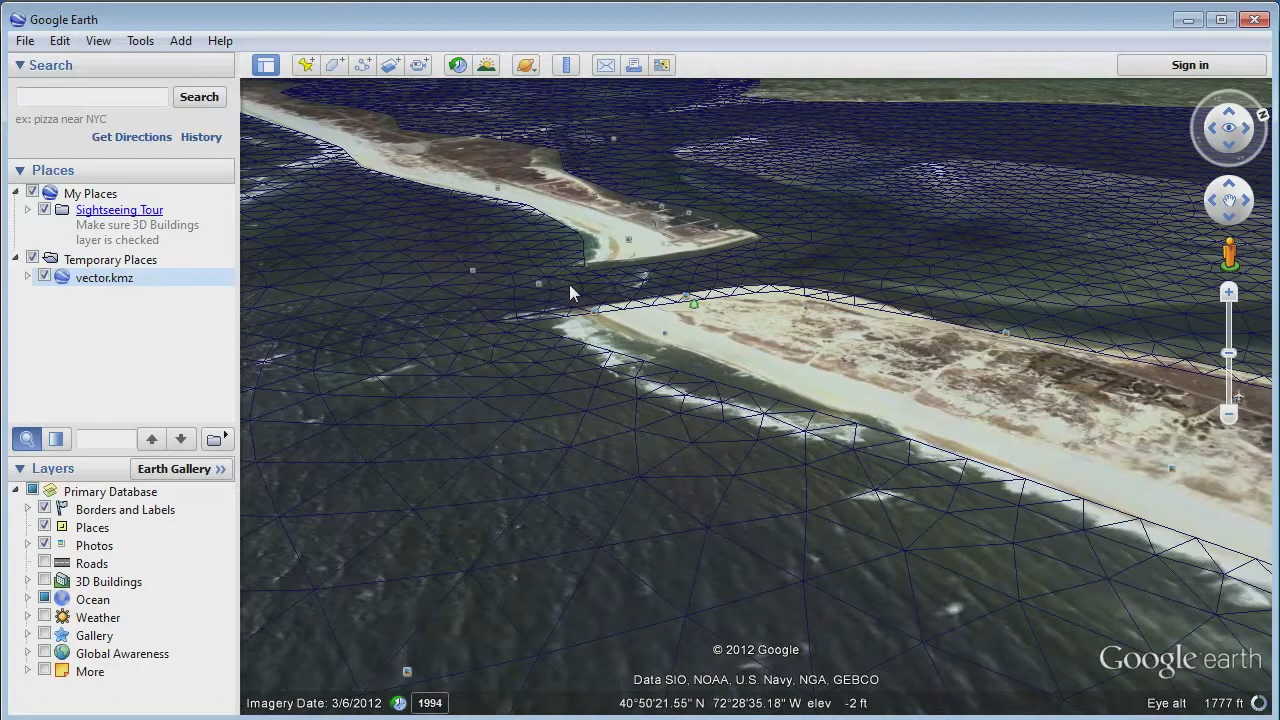 Google Earth
File Edit View Tools Add Help
Search
Sign in
Search
ex: pizza near NYC
Get Directions History
Places
My Places
Sightseeing Tour
Make sure 3D Buildings
layer is checked
Temporary Places
vector.kmz
Layers
Earth Gallery >>
Primary Database
Borders and Labels
Places
Photos
Roads
3D Buildings
Ocean
Weather
Gallery
Global Awareness
More
© 2012 Google
Data SIO, NOAA, U.S. Navy, NGA, GEBCO
Google earth
Imagery Date: 3/6/2012 1994 40°50'21.55" N 72°28'35.18" W elev -2 ft Eye alt 1777 ft